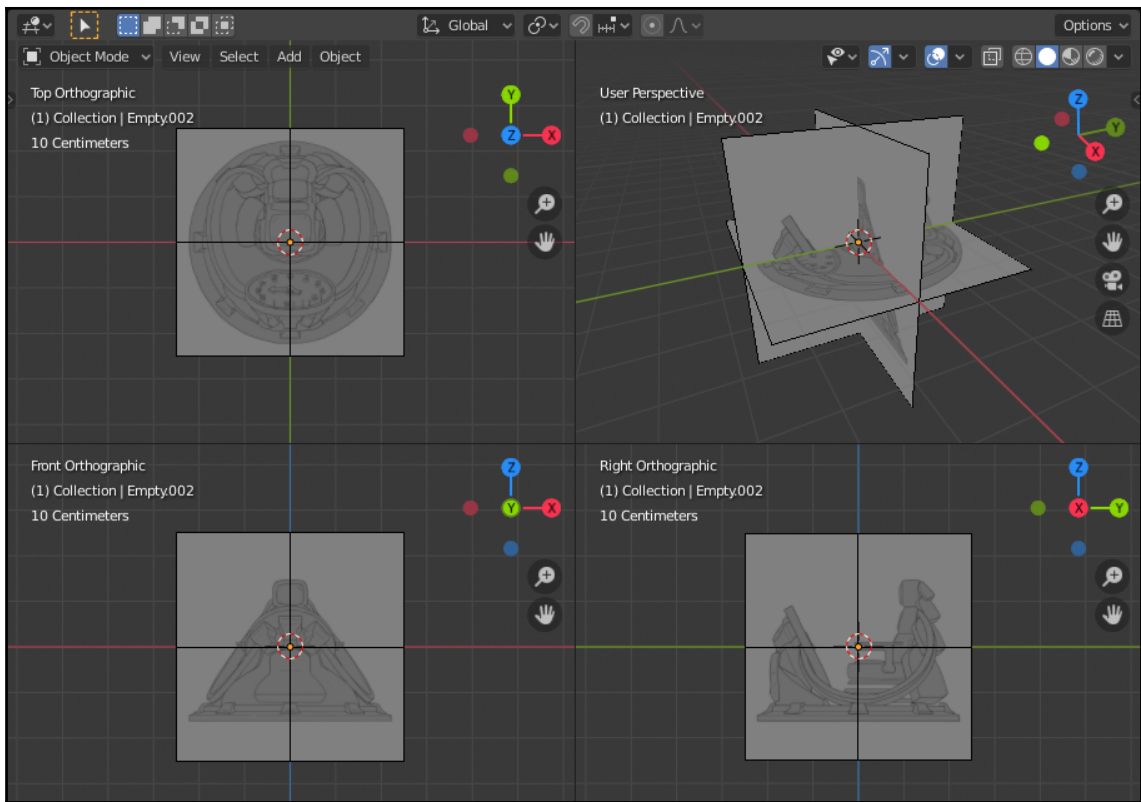 Global
Options
Object Mode View Select Add Object
Top Orthographic
(1) Collection | Empty.002
10 Centimeters
Y
Z
X
User Perspective
(1) Collection | Empty.002
Z
Y
X
Front Orthographic
(1) Collection | Empty.002
10 Centimeters
Z
Y
X
Right Orthographic
(1) Collection | Empty.002
10 Centimeters
Z
X
Y